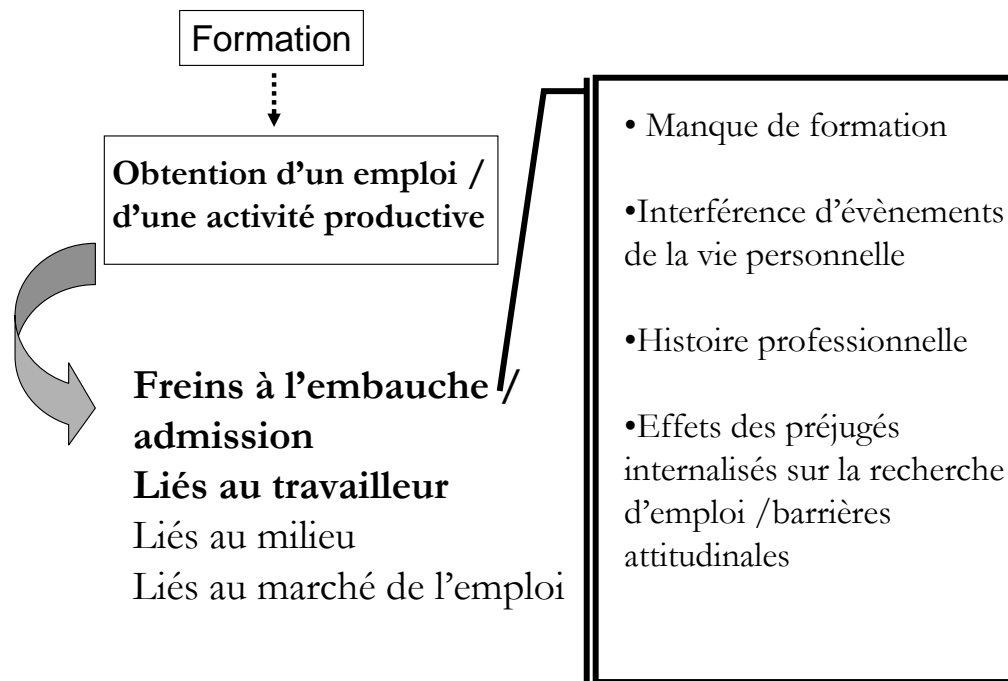 Formation
Obtention d’un emploi /
d’une activité productive
Freins à l’embauche /
admission
Liés au travailleur
Liés au milieu
Liés au marché de l’emploi
• Manque de formation
•Interférence d’évènements
de la vie personnelle
•Histoire professionnelle
•Effets des préjugés
internalisés sur la recherche
d’emploi /barrières
attitudinales